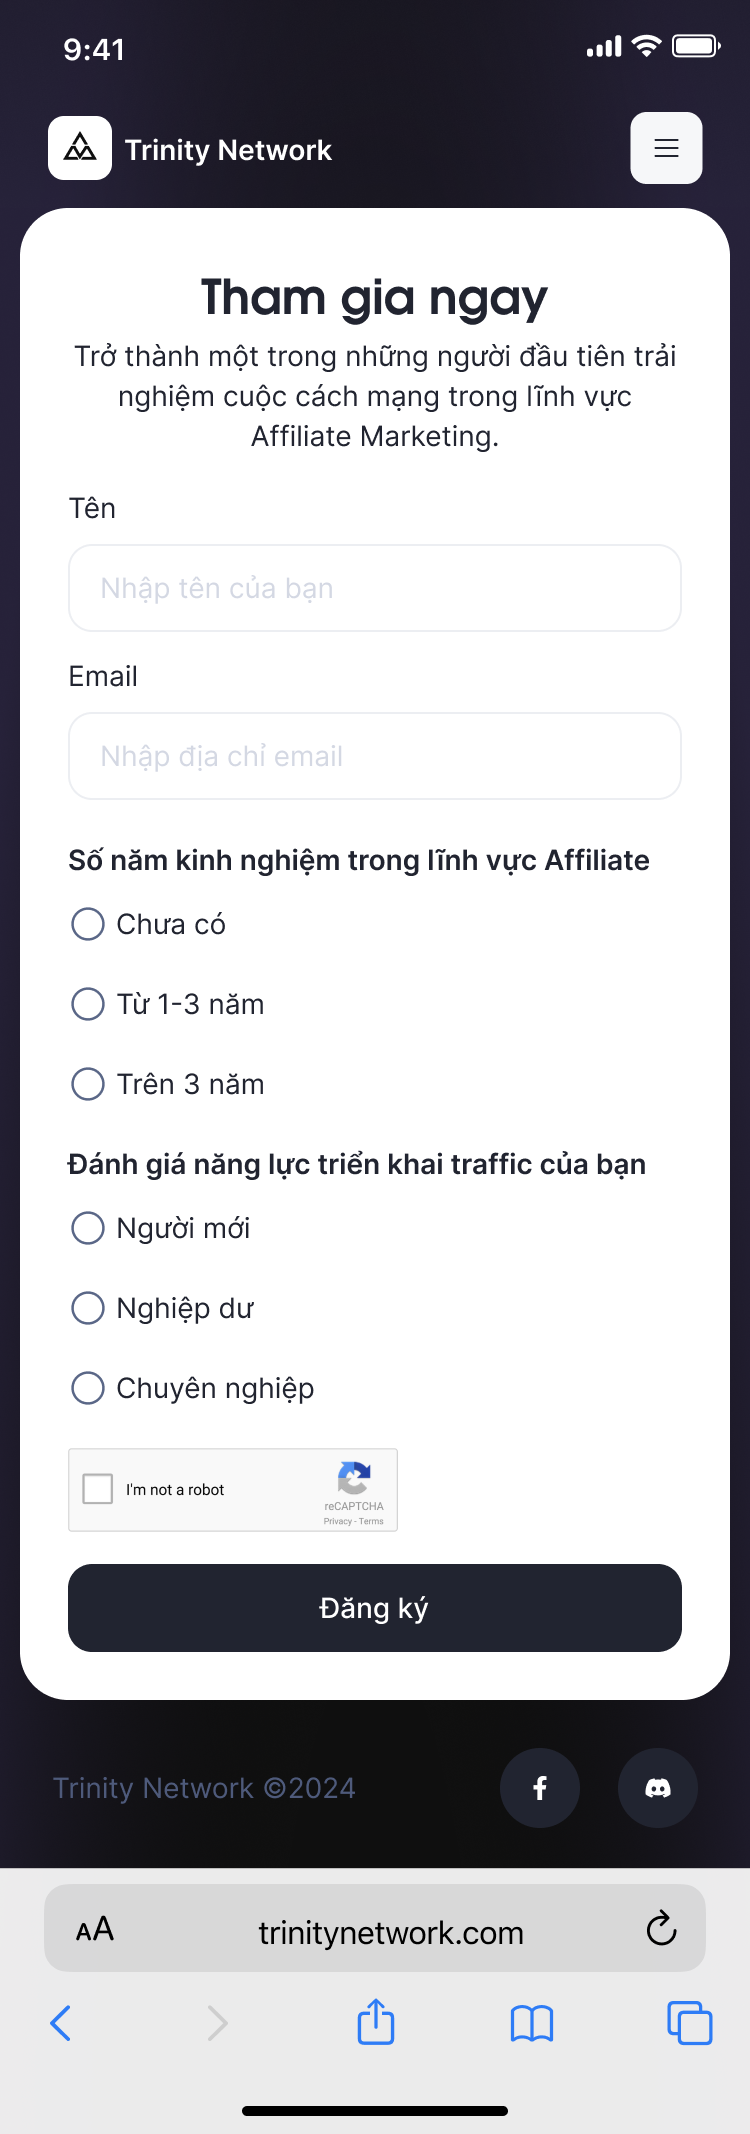 9:41
Trinity Network
Tham gia ngay
Trở thành một trong những người đầu tiên trải
nghiệm cuộc cách mạng trong lĩnh vực
Affiliate Marketing.
Tên
Nhập tên của bạn
Email
Nhập địa chỉ email
Số năm kinh nghiệm trong lĩnh vực Affiliate
Chưa có
Từ 1-3 năm
Trên 3 năm
Đánh giá năng lực triển khai traffic của bạn
Người mới
Nghiệp dư
Chuyên nghiệp
I'm not a robot
reCAPTCHA
Privacy - Terms
Đăng ký
Trinity Network ©2024
AA
trinitynetwork.com